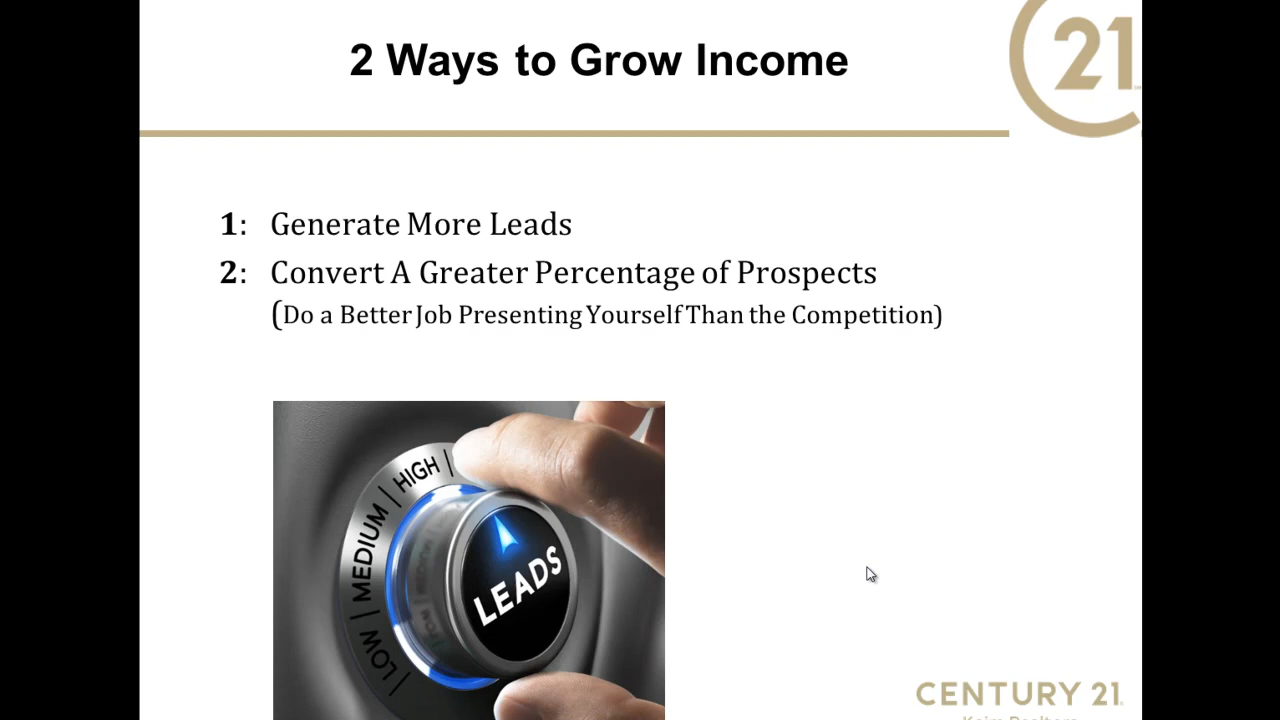 2 Ways to Grow Income
21
1: Generate More Leads
2: Convert A Greater Percentage of Prospects
(Do a Better Job Presenting Yourself Than the Competition)
LOW | MEDIUM | HIGH |
LEADS
CENTURY 21